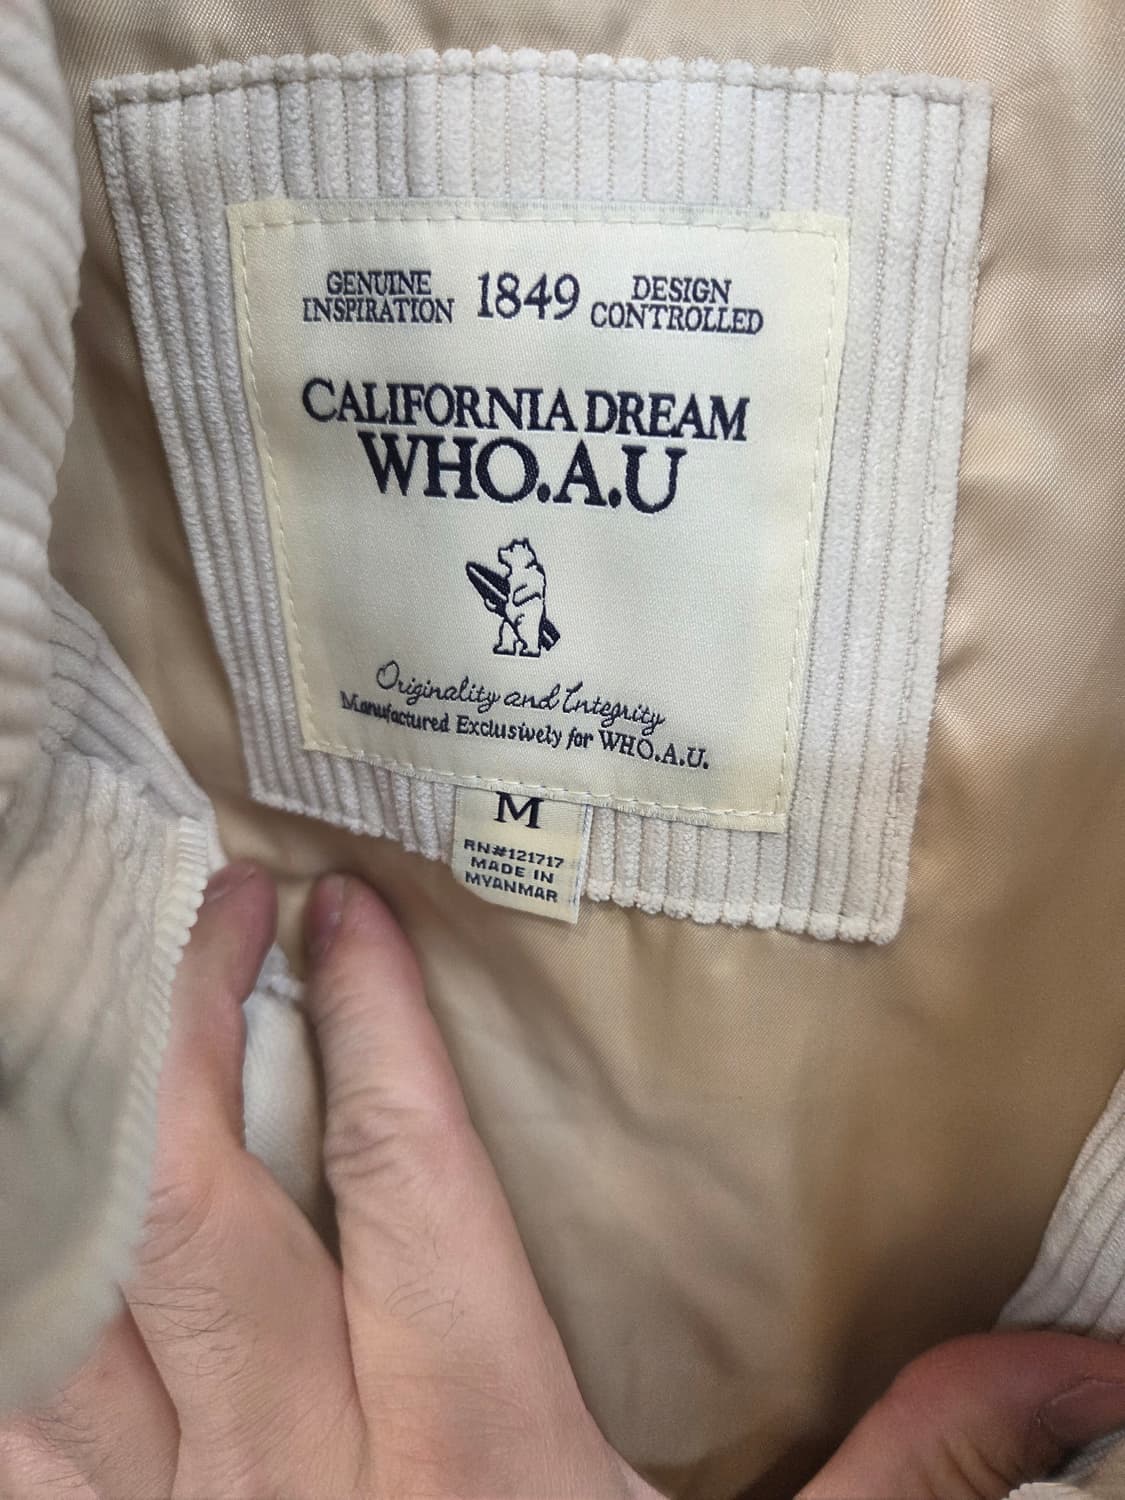 GENUINE INSPIRATION 1849 DESIGN CONTROLLED
CALIFORNIA DREAM
WHO.A.U
Originality and Integrity
Manufactured Exclusively for WHO.A.U.
M
RN#121717
MADE IN
MYANMAR